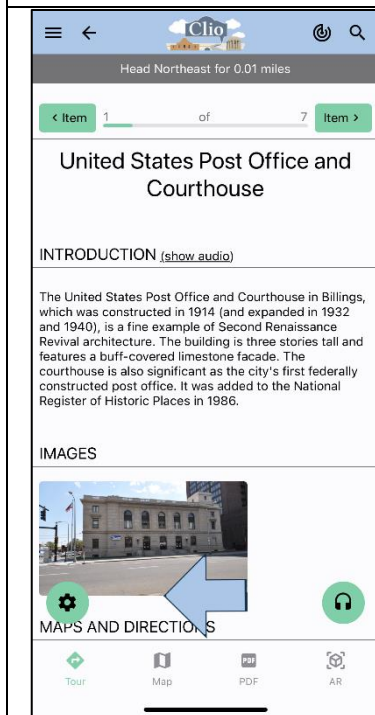 Clio
Head Northeast for 0.01 miles
< Item 1 of 7 Item >
United States Post Office and
Courthouse
INTRODUCTION (show audio)
The United States Post Office and Courthouse in Billings,
which was constructed in 1914 (and expanded in 1932
and 1940), is a fine example of Second Renaissance
Revival architecture. The building is three stories tall and
features a buff-covered limestone facade. The
courthouse is also significant as the city's first federally
constructed post office. It was added to the National
Register of Historic Places in 1986.
IMAGES
MAPS AND DIRECTIONS
PDF
Tour Map PDF AR